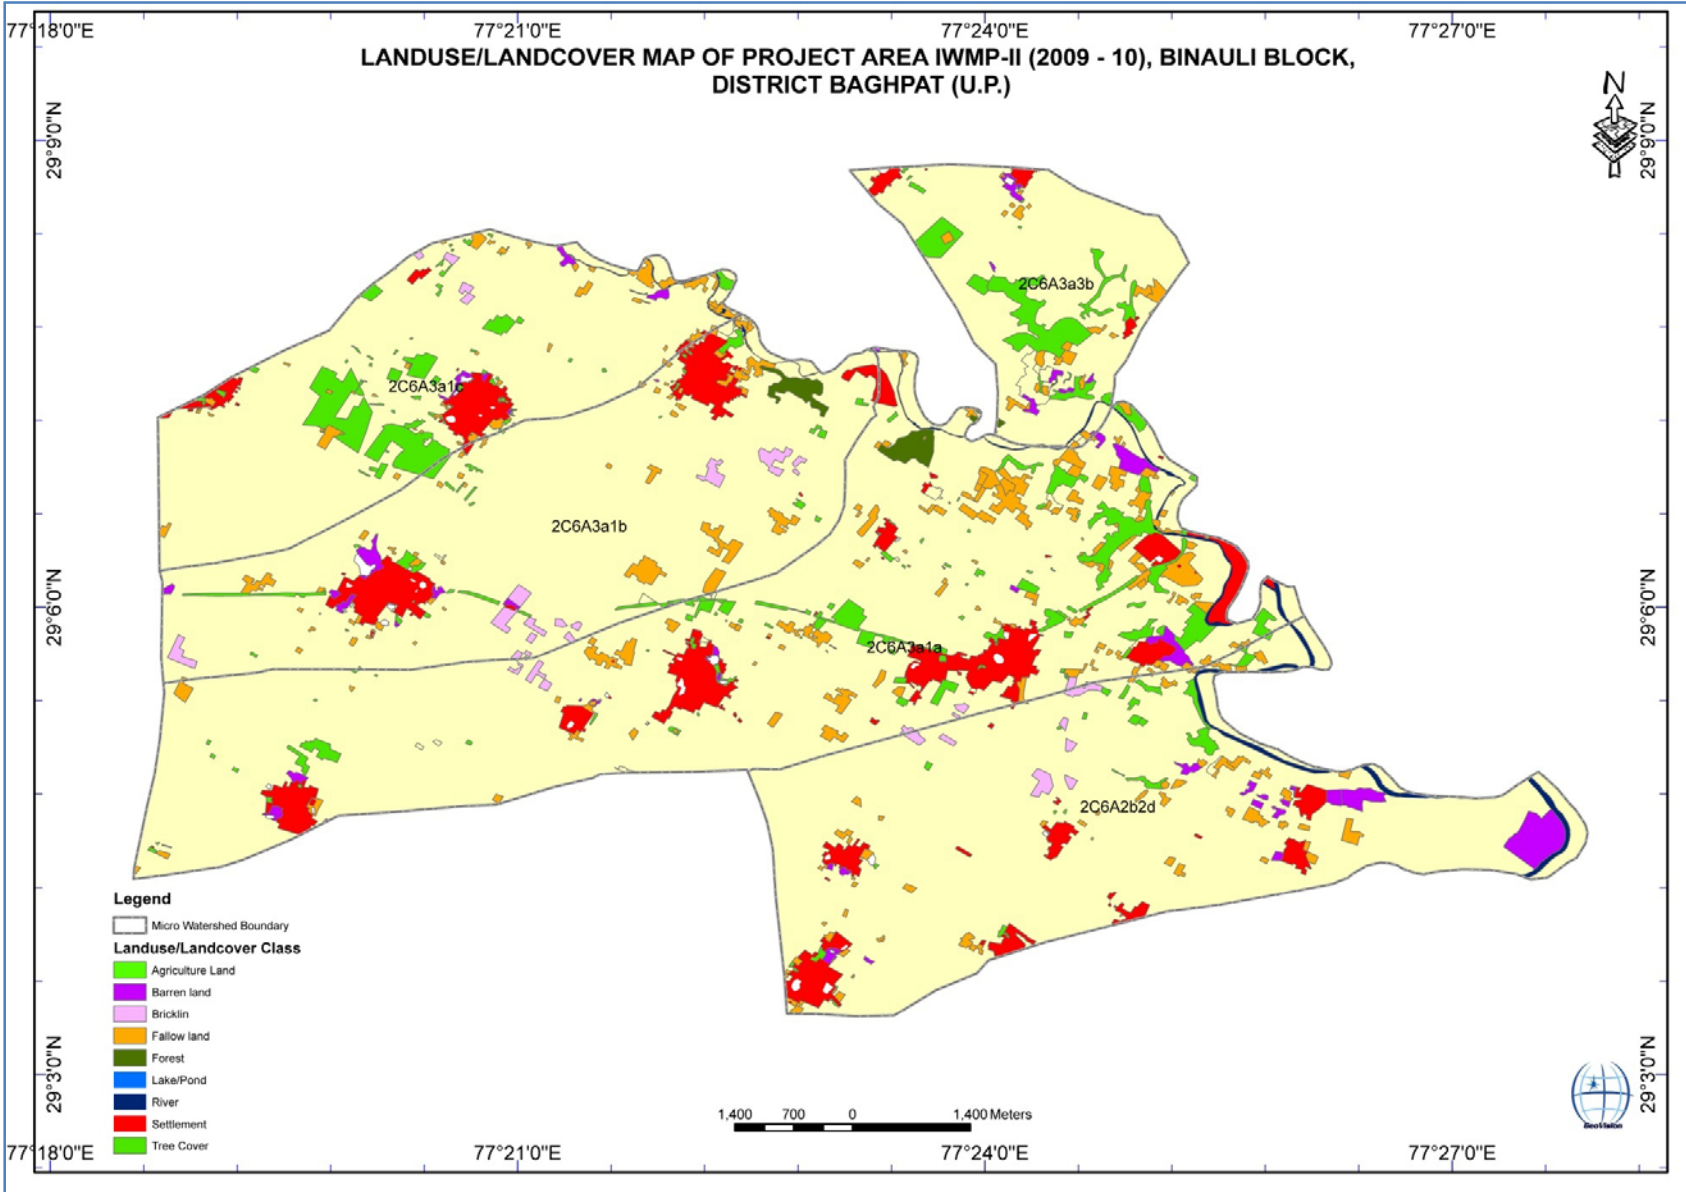 77°18'0"E 77°21'0"E 77°24'0"E 77°27'0"E
LANDUSE/LANDCOVER MAP OF PROJECT AREA IWMP-II (2009 - 10), BINAULI BLOCK,
DISTRICT BAGHPAT (U.P.)
N
29°9'0"N 29°9'0"N
2C6A3a3b
2C6A3a1c
2C6A3a1b
29°6'0"N 29°6'0"N
2C6A3a1a
2C6A2b2d
Legend
Micro Watershed Boundary
Landuse/Landcover Class
Agriculture Land
Barren land
Bricklin
Fallow land
Forest
Lake/Pond
River
Settlement
Tree Cover
29°3'0"N 29°3'0"N
1,400 700 0 1,400 Meters
GeoVision
77°18'0"E 77°21'0"E 77°24'0"E 77°27'0"E